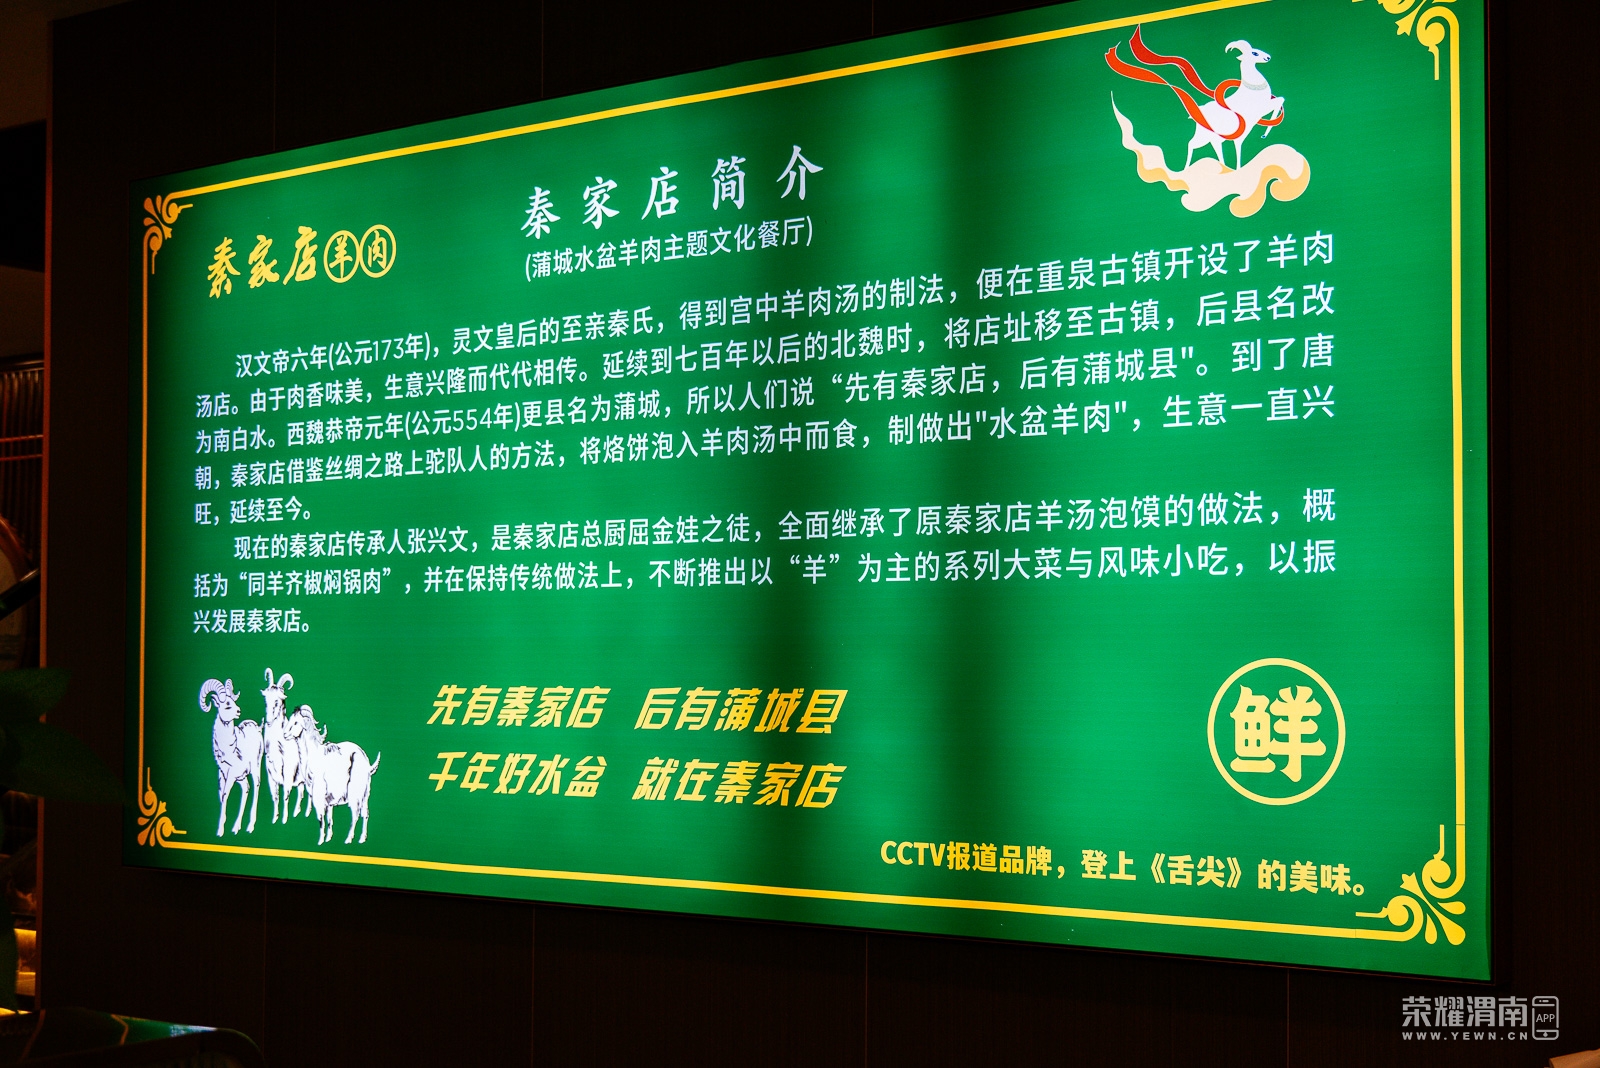 秦家店羊肉
秦家店简介
(蒲城水盆羊肉主题文化餐厅)
汉文帝六年(公元173年)，灵文皇后的至亲秦氏，得到宫中羊肉汤的制法，便在重泉古镇开设了羊肉
汤店。由于肉香味美，生意兴隆而代代相传。延续到七百年以后的北魏时，将店址移至古镇，后县名改
为南白水。西魏恭帝元年(公元554年)更县名为蒲城，所以人们说“先有秦家店，后有蒲城县"。到了唐
朝，秦家店借鉴丝绸之路上驼队人的方法，将烙饼泡入羊肉汤中而食，制做出"水盆羊肉"，生意一直兴
旺，延续至今。
现在的秦家店传承人张兴文，是秦家店总厨屈金娃之徒，全面继承了原秦家店羊汤泡馍的做法，概
括为“同羊齐椒焖锅肉”，并在保持传统做法上，不断推出以“羊”为主的系列大菜与风味小吃，以振
兴发展秦家店。
先有秦家店 后有蒲城县
千年好水盆 就在秦家店
鲜
CCTV报道品牌，登上《舌尖》的美味。
荣耀渭南APP
WWW.YEWN.CN